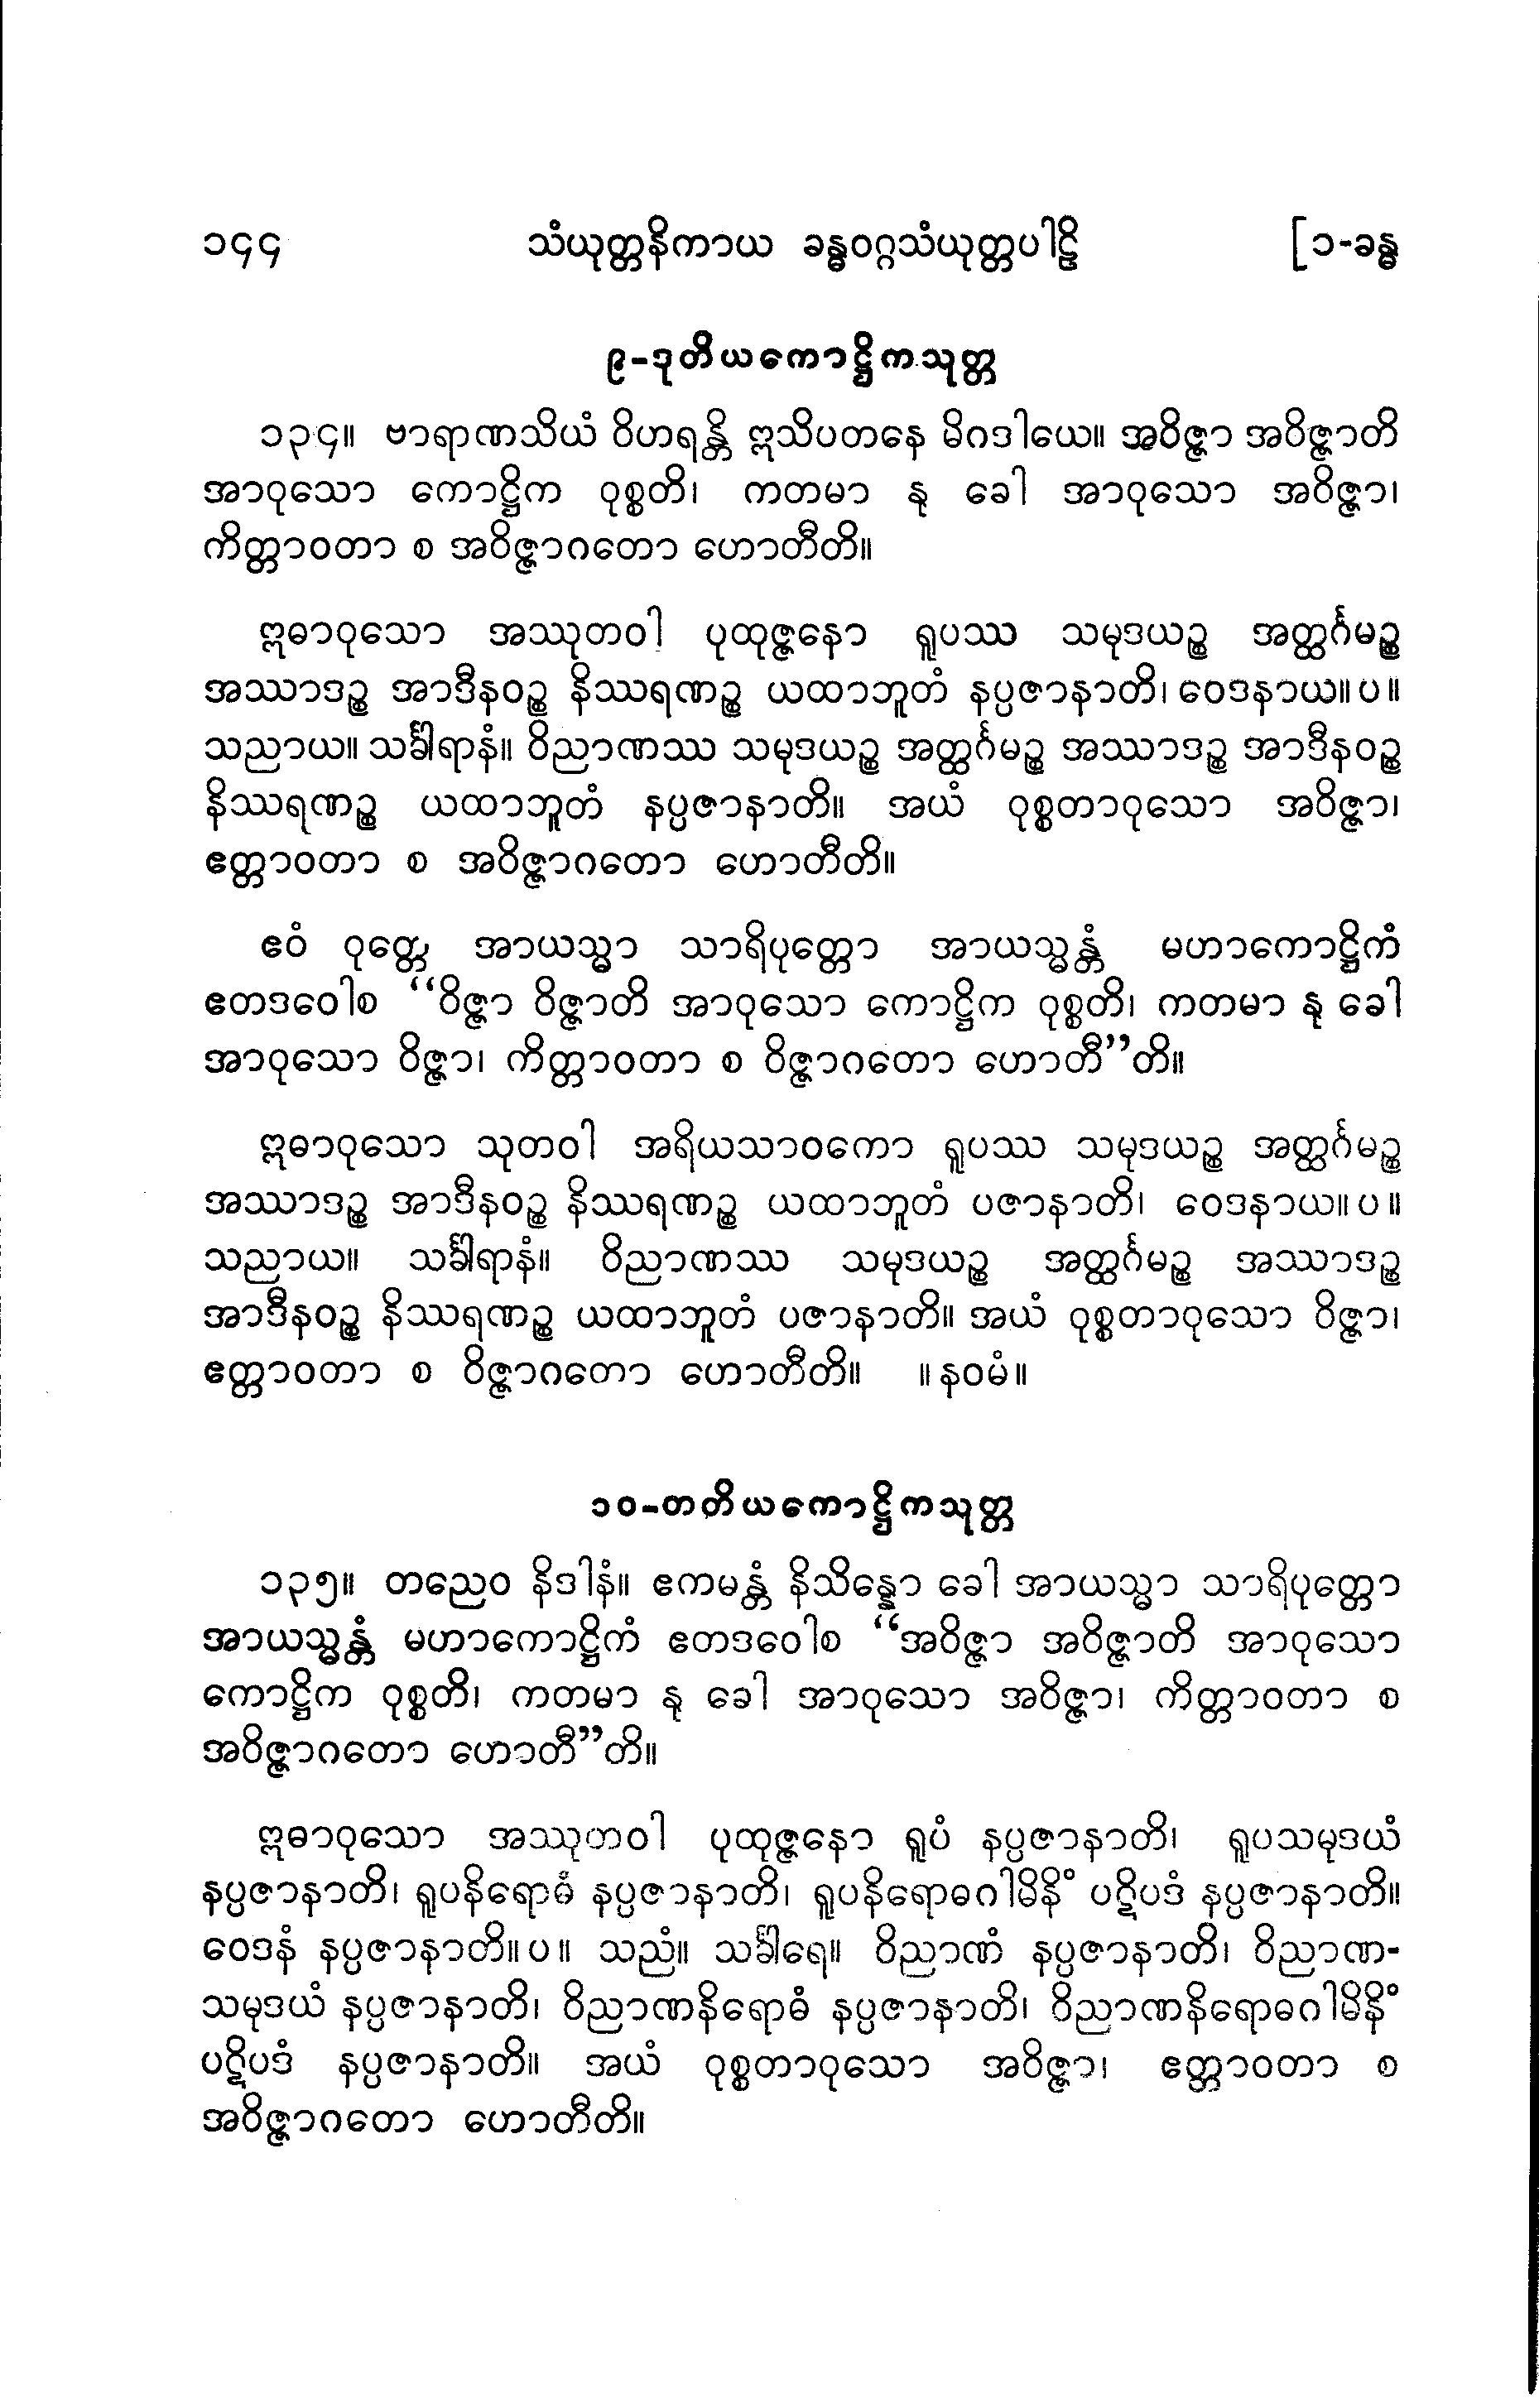 ၁၄၄ သံယုတ္တနိကာယ ခန္ဓဝဂ္ဂသံယုတ္တပါဠိ [၁-ခန္ဓ
၉-ဒုတိယကောဋ္ဌိကသုတ္တ
၁၃၄။ ဗာရာဏသိယံ ဝိဟရန္တိ ဣသိပတနေ မိဂဒါယေ။ အဝိဇ္ဇာ အဝိဇ္ဇာတိ
အာဝုသော ကောဋ္ဌိက ဝုစ္စတိ၊ ကတမာ နု ခေါ အာဝုသော အဝိဇ္ဇာ၊
ကိတ္တာဝတာ စ အဝိဇ္ဇာဂတော ဟောတီတိ။
ဣဓာဝုသော အဿုတဝါ ပုထုဇ္ဇနော ရူပဿ သမုဒယဉ္စ အတ္ထင်္ဂမဉ္စ
အဿာဒဉ္စ အာဒီနဝဉ္စ နိဿရဏဉ္စ ယထာဘူတံ နပ္ပဇာနာတိ၊ ဝေဒနာယ။ပ။
သညာယ။ သင်္ခါရာနံ။ ဝိညာဏဿ သမုဒယဉ္စ အတ္ထင်္ဂမဉ္စ အဿာဒဉ္စ အာဒီနဝဉ္စ
နိဿရဏဉ္စ ယထာဘူတံ နပ္ပဇာနာတိ။ အယံ ဝုစ္စတာဝုသော အဝိဇ္ဇာ၊
ဧတ္တာဝတာ စ အဝိဇ္ဇာဂတော ဟောတီတိ။
ဧဝံ ဝုတ္တေ အာယသ္မာ သာရိပုတ္တော အာယသ္မန္တံ မဟာကောဋ္ဌိကံ
ဧတဒဝေါစ “ဝိဇ္ဇာ ဝိဇ္ဇာတိ အာဝုသော ကောဋ္ဌိက ဝုစ္စတိ၊ ကတမာ နု ခေါ
အာဝုသော ဝိဇ္ဇာ၊ ကိတ္တာဝတာ စ ဝိဇ္ဇာဂတော ဟောတီ”တိ။
ဣဓာဝုသော သုတဝါ အရိယသာဝကော ရူပဿ သမုဒယဉ္စ အတ္ထင်္ဂမဉ္စ
အဿာဒဉ္စ အာဒီနဝဉ္စ နိဿရဏဉ္စ ယထာဘူတံ ပဇာနာတိ၊ ဝေဒနာယ။ပ။
သညာယ။ သင်္ခါရာနံ။ ဝိညာဏဿ သမုဒယဉ္စ အတ္ထင်္ဂမဉ္စ အဿာဒဉ္စ
အာဒီနဝဉ္စ နိဿရဏဉ္စ ယထာဘူတံ ပဇာနာတိ။ အယံ ဝုစ္စတာဝုသော ဝိဇ္ဇာ၊
ဧတ္တာဝတာ စ ဝိဇ္ဇာဂတော ဟောတီတိ။ ။နဝမံ။
၁၀-တတိယကောဋ္ဌိကသုတ္တ
၁၃၅။ တညေဝ နိဒါနံ။ ဧကမန္တံ နိသိန္နော ခေါ အာယသ္မာ သာရိပုတ္တော
အာယသ္မန္တံ မဟာကောဋ္ဌိကံ ဧတဒဝေါစ “အဝိဇ္ဇာ အဝိဇ္ဇာတိ အာဝုသော
ကောဋ္ဌိက ဝုစ္စတိ၊ ကတမာ နု ခေါ အာဝုသော အဝိဇ္ဇာ၊ ကိတ္တာဝတာ စ
အဝိဇ္ဇာဂတော ဟောတီ”တိ။
ဣဓာဝုသော အဿုတဝါ ပုထုဇ္ဇနော ရူပံ နပ္ပဇာနာတိ၊ ရူပသမုဒယံ
နပ္ပဇာနာတိ၊ ရူပနိရောဓံ နပ္ပဇာနာတိ၊ ရူပနိရောဓဂါမိနိံ ပဋိပဒံ နပ္ပဇာနာတိ။
ဝေဒနံ နပ္ပဇာနာတိ။ပ။ သညံ။ သင်္ခါရေ။ ဝိညာဏံ နပ္ပဇာနာတိ၊ ဝိညာဏ-
သမုဒယံ နပ္ပဇာနာတိ၊ ဝိညာဏနိရောဓံ နပ္ပဇာနာတိ၊ ဝိညာဏနိရောဓဂါမိနိံ
ပဋိပဒံ နပ္ပဇာနာတိ။ အယံ ဝုစ္စတာဝုသော အဝိဇ္ဇာ၊ ဧတ္တာဝတာ စ
အဝိဇ္ဇာဂတော ဟောတီတိ။